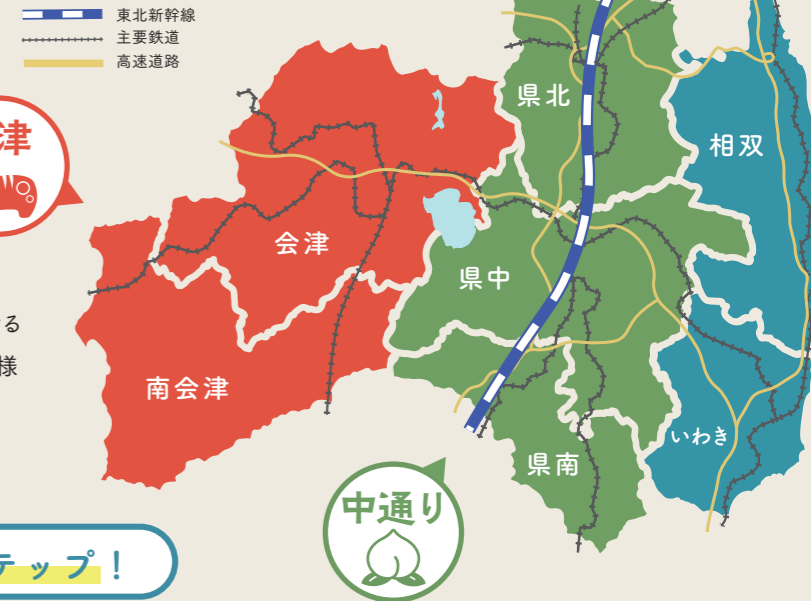 東北新幹線
主要鉄道
高速道路
県北
津
相双
会津
県中
る
様
南会津
いわき
県南
中通り
テップ！